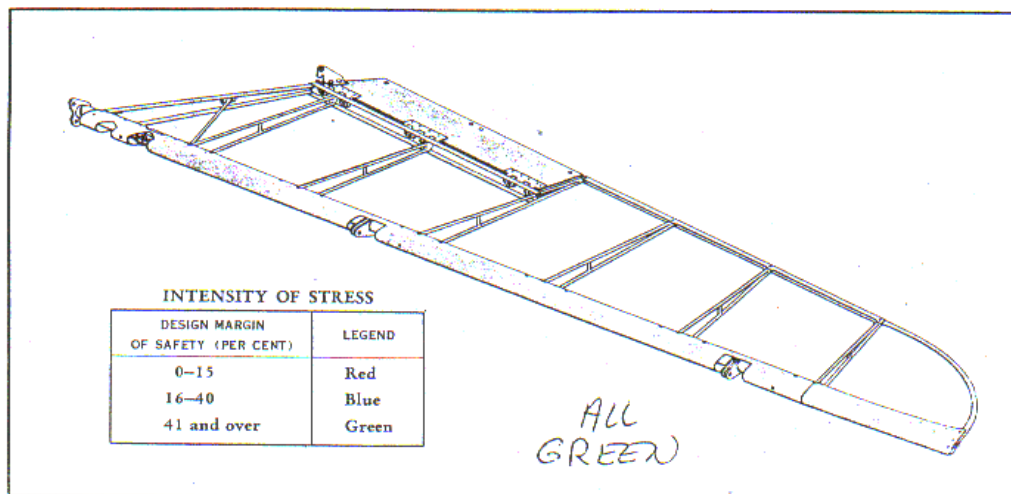 INTENSITY OF STRESS
DESIGN MARGIN
OF SAFETY (PER CENT)
LEGEND
0–15 Red
16–40 Blue
41 and over Green
ALL
GREEN